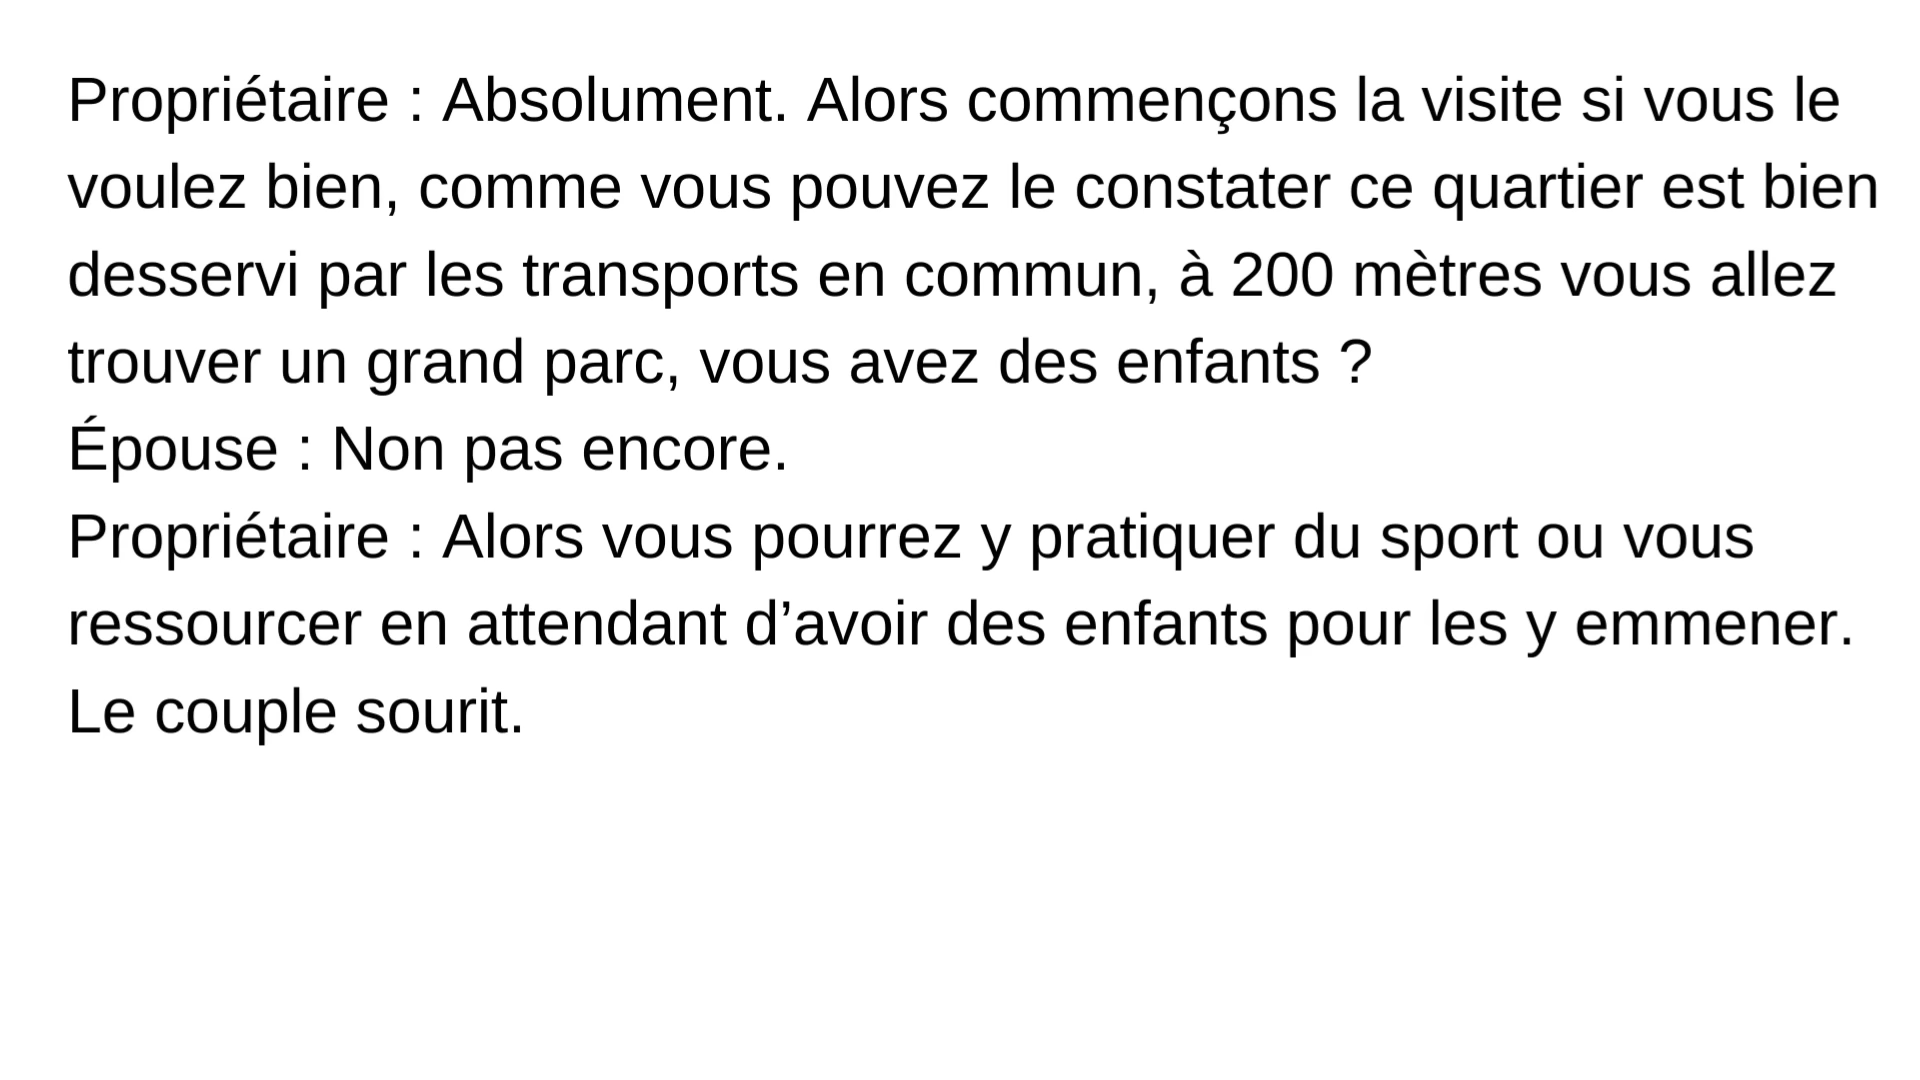 Propriétaire : Absolument. Alors commençons la visite si vous le
voulez bien, comme vous pouvez le constater ce quartier est bien
desservi par les transports en commun, à 200 mètres vous allez
trouver un grand parc, vous avez des enfants ?
Épouse : Non pas encore.
Propriétaire : Alors vous pourrez y pratiquer du sport ou vous
ressourcer en attendant d’avoir des enfants pour les y emmener.
Le couple sourit.